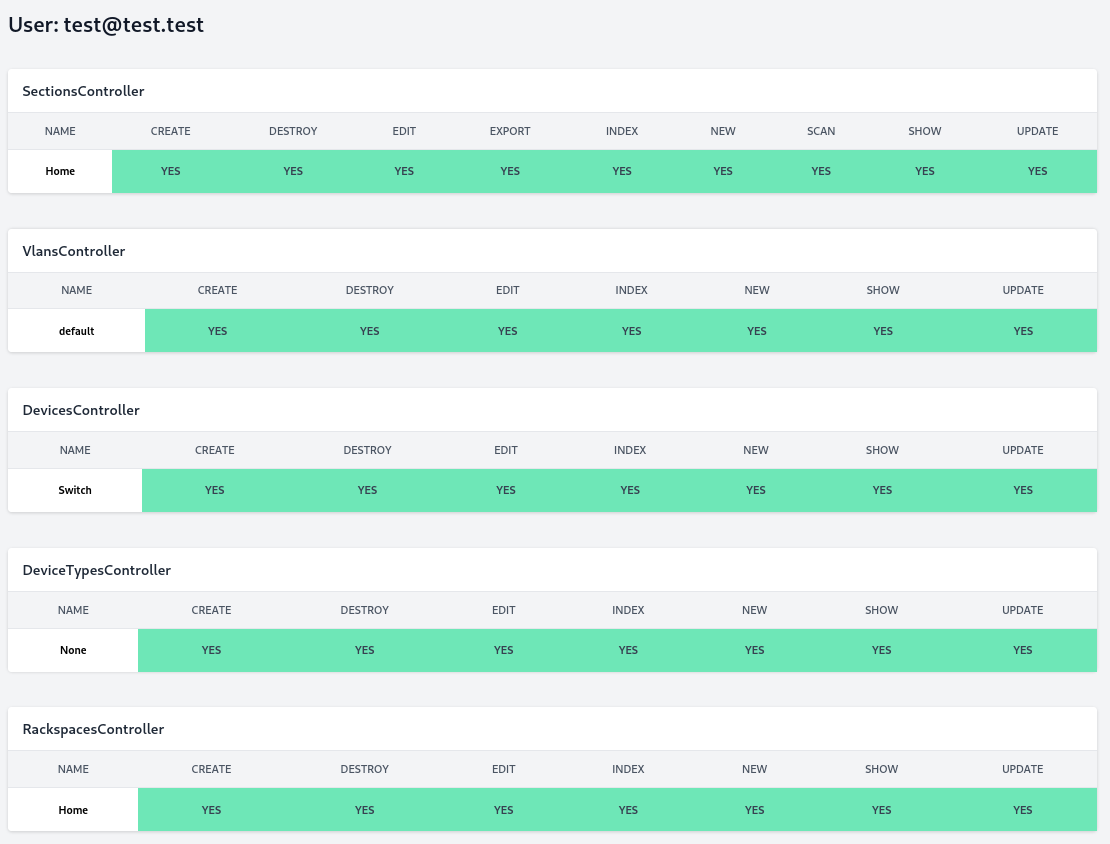 User: test@test.test
SectionsController
NAME CREATE DESTROY EDIT EXPORT INDEX NEW SCAN SHOW UPDATE
Home YES YES YES YES YES YES YES YES YES
VlansController
NAME CREATE DESTROY EDIT INDEX NEW SHOW UPDATE
default YES YES YES YES YES YES YES
DevicesController
NAME CREATE DESTROY EDIT INDEX NEW SHOW UPDATE
Switch YES YES YES YES YES YES YES
DeviceTypesController
NAME CREATE DESTROY EDIT INDEX NEW SHOW UPDATE
None YES YES YES YES YES YES YES
RackspacesController
NAME CREATE DESTROY EDIT INDEX NEW SHOW UPDATE
Home YES YES YES YES YES YES YES